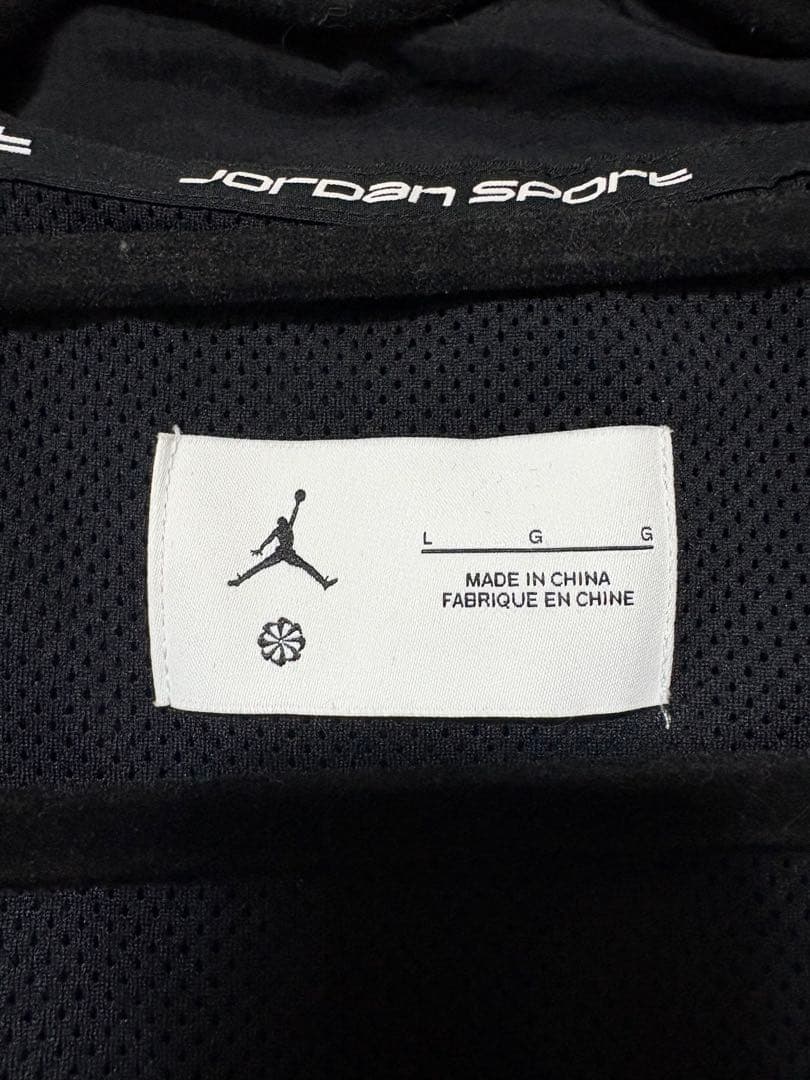 Jordan Sport
L G G
MADE IN CHINA
FABRIQUE EN CHINE